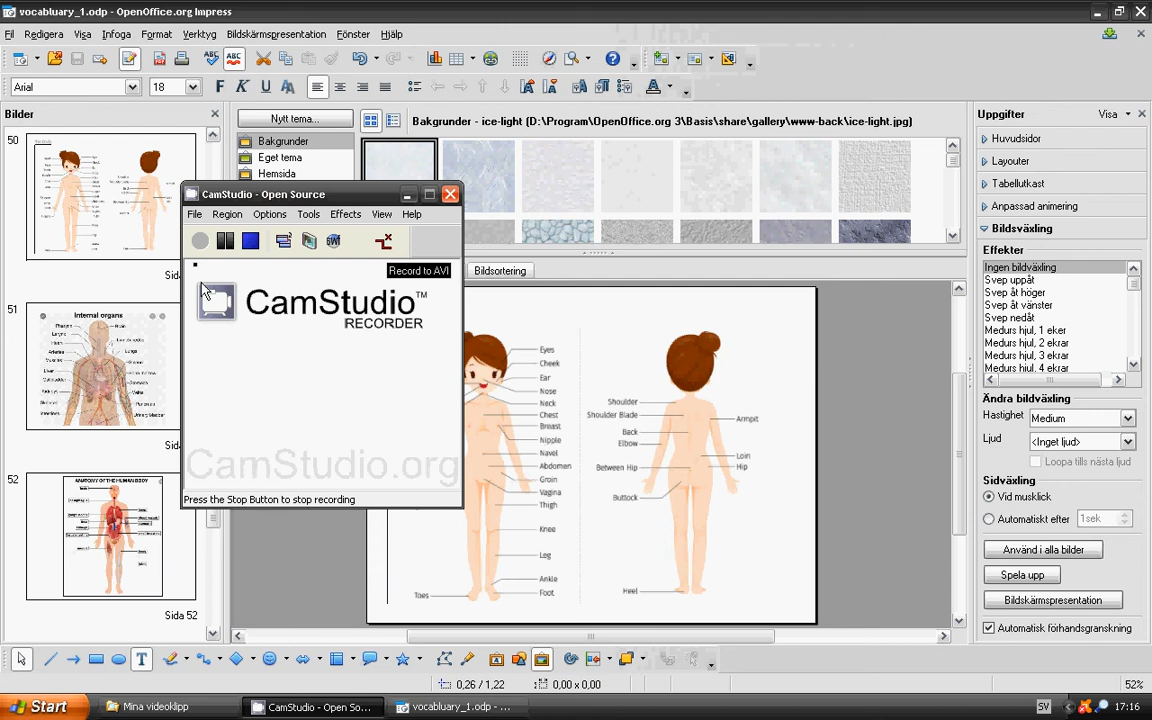 vocabluary_1.odp - OpenOffice.org Impress
Fil Redigera Visa Infoga Format Verktyg Bildskärmspresentation Fönster Hjälp
Arial 18
Bilder
Nytt tema...
Bakgrunder - ice-light (D:\Program\OpenOffice.org 3\Basis\share\gallery\www-back\ice-light.jpg)
Bakgrunder
Eget tema
Hemsida
Bildsortering
50
51
Internal organs
52
ANATOMY OF THE HUMAN BODY
Sida 52
CamStudio - Open Source
File Region Options Tools Effects View Help
Record to AVI
CamStudio™
RECORDER
CamStudio.org
Press the Stop Button to stop recording
Eyes
Cheek
Ear
Nose
Neck
Chest
Breast
Nipple
Navel
Abdomen
Groin
Vagina
Thigh
Knee
Leg
Ankle
Foot
Toes
Shoulder
Shoulder Blade
Back
Elbow
Between Hip
Buttock
Heel
Armpit
Loin
Hip
Uppgifter Visa
Huvudsidor
Layouter
Tabellutkast
Anpassad animering
Bildsväxling
Effekter
Ingen bildväxling
Svep uppåt
Svep åt höger
Svep åt vänster
Svep nedåt
Medurs hjul, 1 eker
Medurs hjul, 2 ekrar
Medurs hjul, 3 ekrar
Medurs hjul, 4 ekrar
Ändra bildväxling
Hastighet Medium
Ljud <Inget ljud>
Loopa tills nästa ljud
Sidväxling
Vid musklick
Automatiskt efter 1sek
Använd i alla bilder
Spela upp
Bildskärmspresentation
Automatisk förhandsgranskning
0,26 / 1,22 0,00 x 0,00 52%
Start Mina videoklipp CamStudio - Open So... vocabluary_1.odp - ... SV 17:16